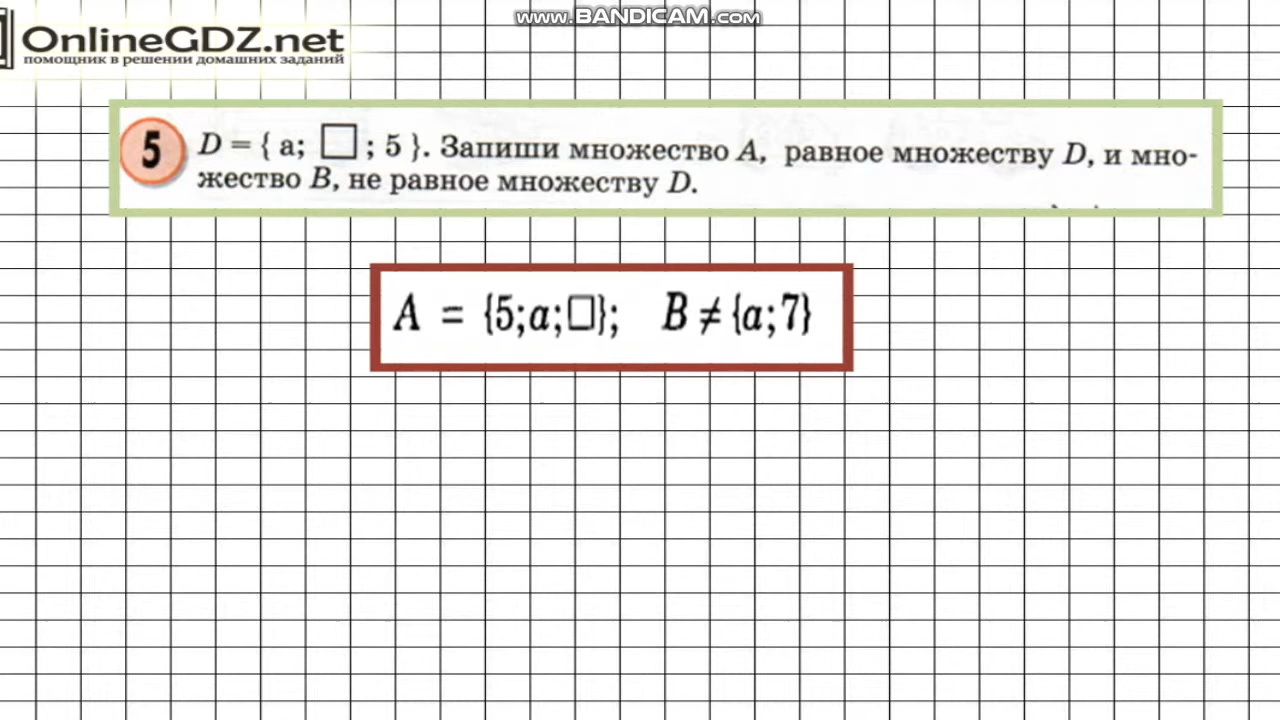 www.BANDICAM.com
OnlineGDZ.net
помощник в решении домашних заданий
5 D = { a; □ ; 5 }. Запиши множество A, равное множеству D, и мно-
жество B, не равное множеству D.
A = {5;a;□}; B ≠ {a;7}